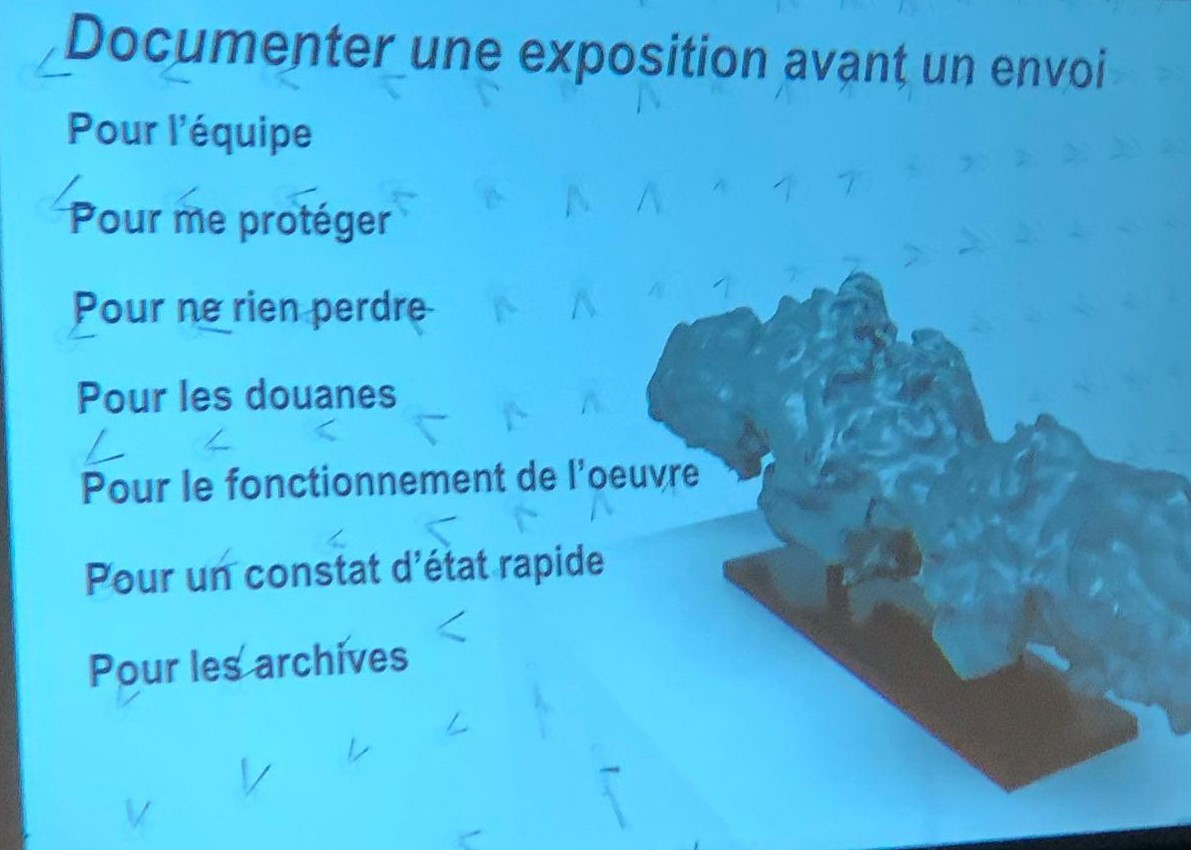 Documenter une exposition avant un envoi
Pour l'équipe
Pour me protéger
Pour ne rien perdre
Pour les douanes
Pour le fonctionnement de l'oeuvre
Pour un constat d'état rapide
Pour les archives